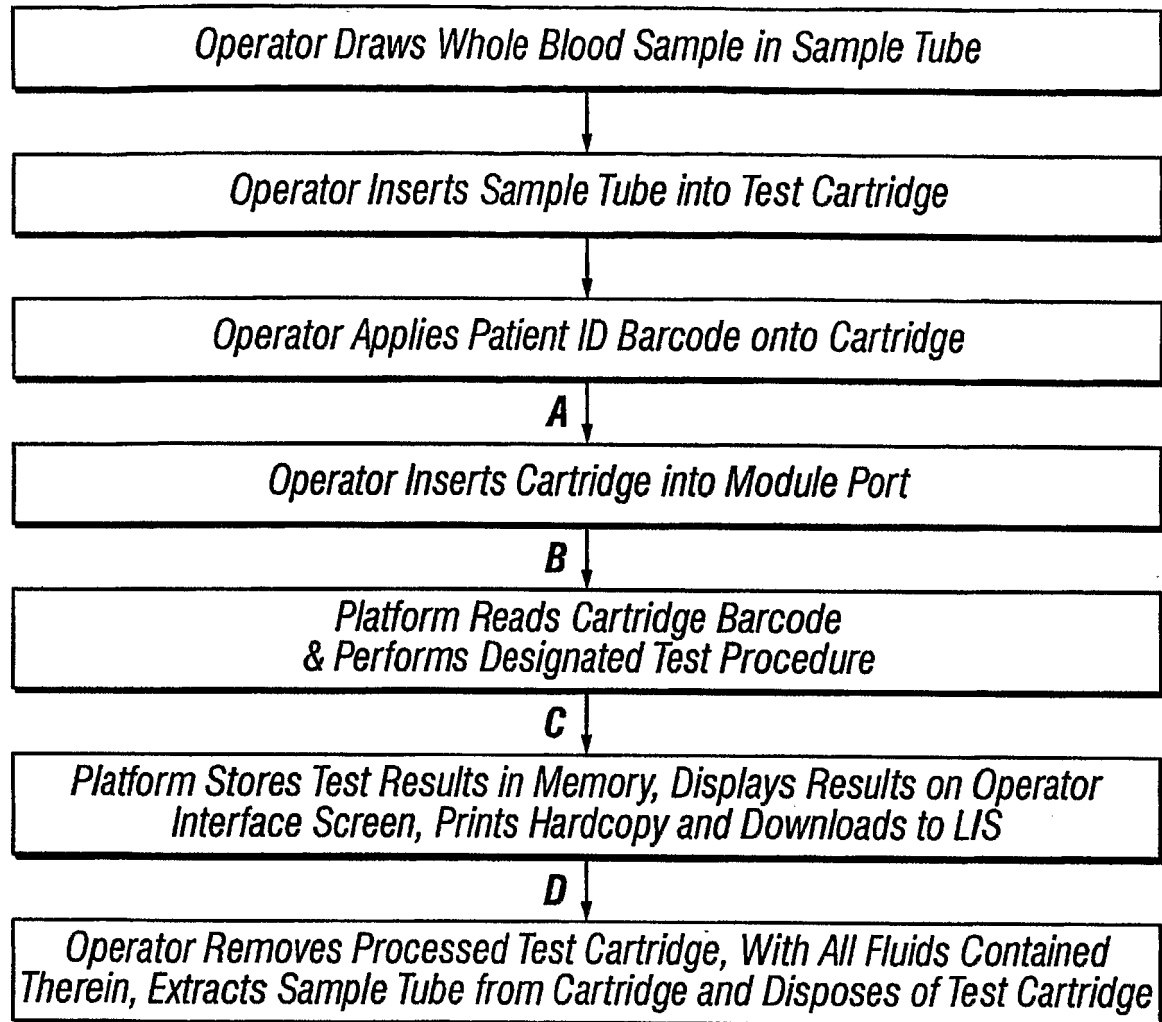 Operator Draws Whole Blood Sample in Sample Tube
Operator Inserts Sample Tube into Test Cartridge
Operator Applies Patient ID Barcode onto Cartridge
A
Operator Inserts Cartridge into Module Port
B
Platform Reads Cartridge Barcode
& Performs Designated Test Procedure
C
Platform Stores Test Results in Memory, Displays Results on Operator
Interface Screen, Prints Hardcopy and Downloads to LIS
D
Operator Removes Processed Test Cartridge, With All Fluids Contained
Therein, Extracts Sample Tube from Cartridge and Disposes of Test Cartridge